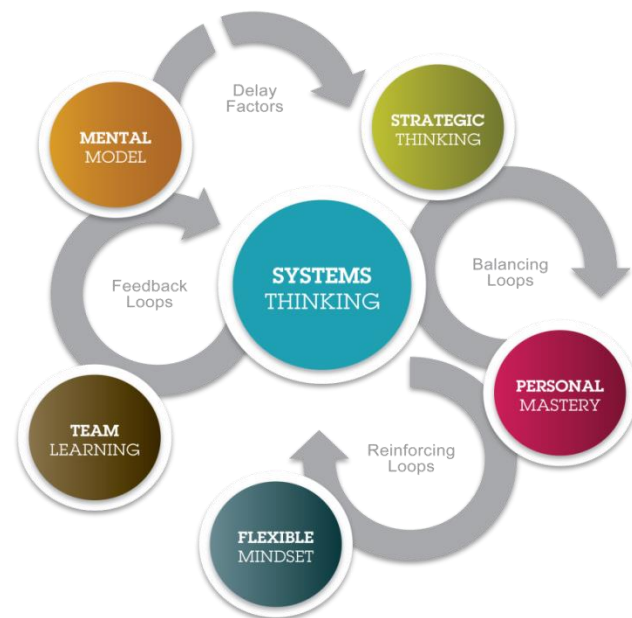 Delay
Factors
MENTAL
MODEL
STRATEGIC
THINKING
Feedback
Loops
SYSTEMS
THINKING
Balancing
Loops
PERSONAL
MASTERY
TEAM
LEARNING
Reinforcing
Loops
FLEXIBLE
MINDSET